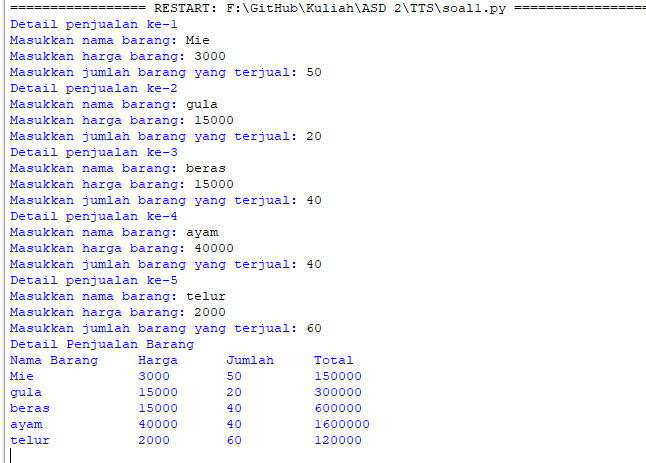 ================= RESTART: F:\GitHub\Kuliah\ASD 2\TTS\soal1.py =================
Detail penjualan ke-1
Masukkan nama barang: Mie
Masukkan harga barang: 3000
Masukkan jumlah barang yang terjual: 50
Detail penjualan ke-2
Masukkan nama barang: gula
Masukkan harga barang: 15000
Masukkan jumlah barang yang terjual: 20
Detail penjualan ke-3
Masukkan nama barang: beras
Masukkan harga barang: 15000
Masukkan jumlah barang yang terjual: 40
Detail penjualan ke-4
Masukkan nama barang: ayam
Masukkan harga barang: 40000
Masukkan jumlah barang yang terjual: 40
Detail penjualan ke-5
Masukkan nama barang: telur
Masukkan harga barang: 2000
Masukkan jumlah barang yang terjual: 60
Detail Penjualan Barang
Nama Barang     Harga      Jumlah     Total
Mie             3000       50         150000
gula            15000      20         300000
beras           15000      40         600000
ayam            40000      40         1600000
telur           2000       60         120000